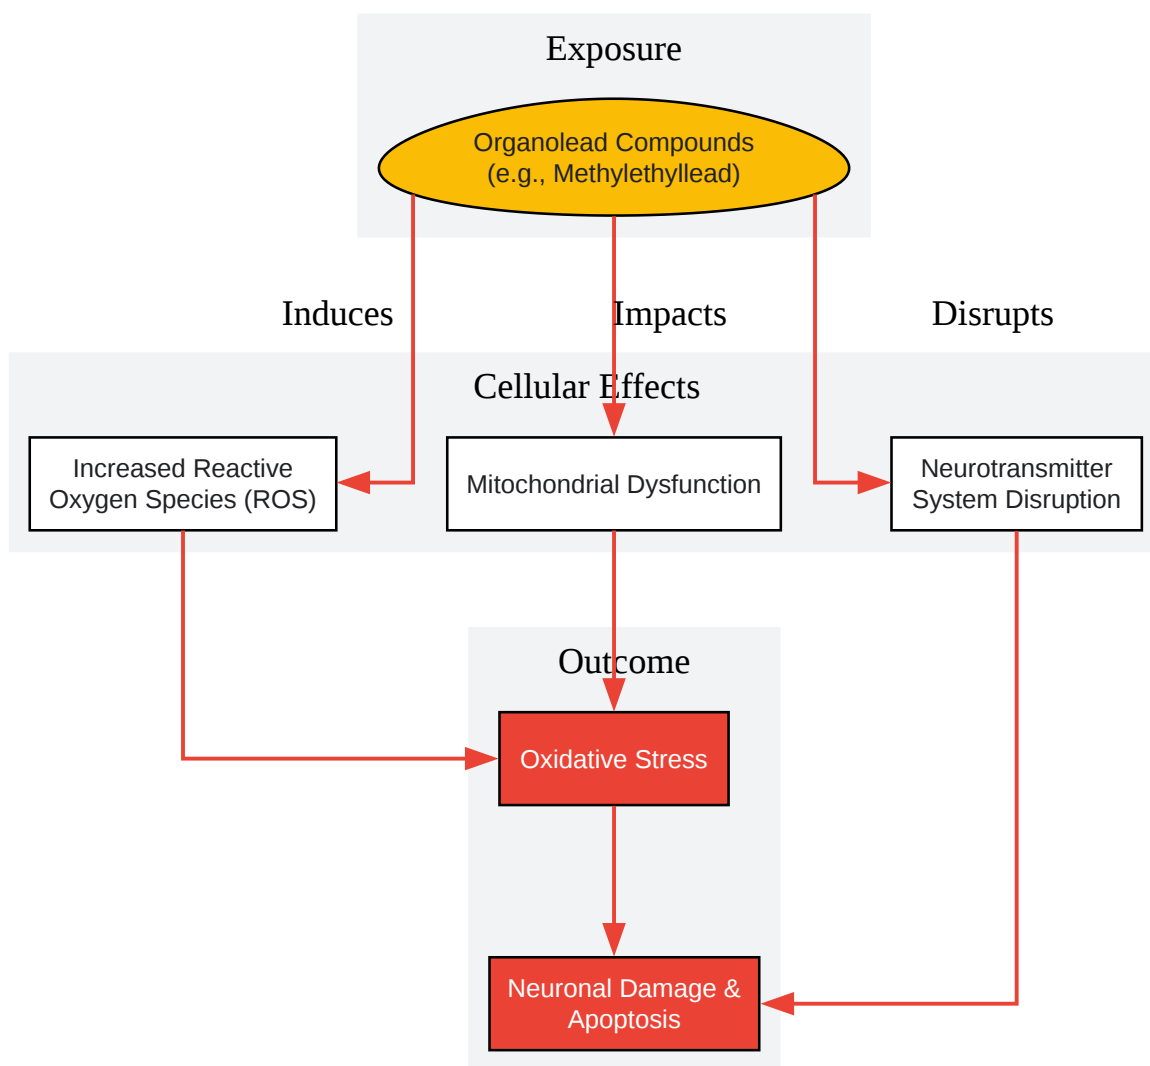 Exposure
Organolead Compounds
(e.g., Methylethyllead)
Induces
Impacts
Disrupts
Cellular Effects
Increased Reactive
Oxygen Species (ROS)
Mitochondrial Dysfunction
Neurotransmitter
System Disruption
Outcome
Oxidative Stress
Neuronal Damage &
Apoptosis